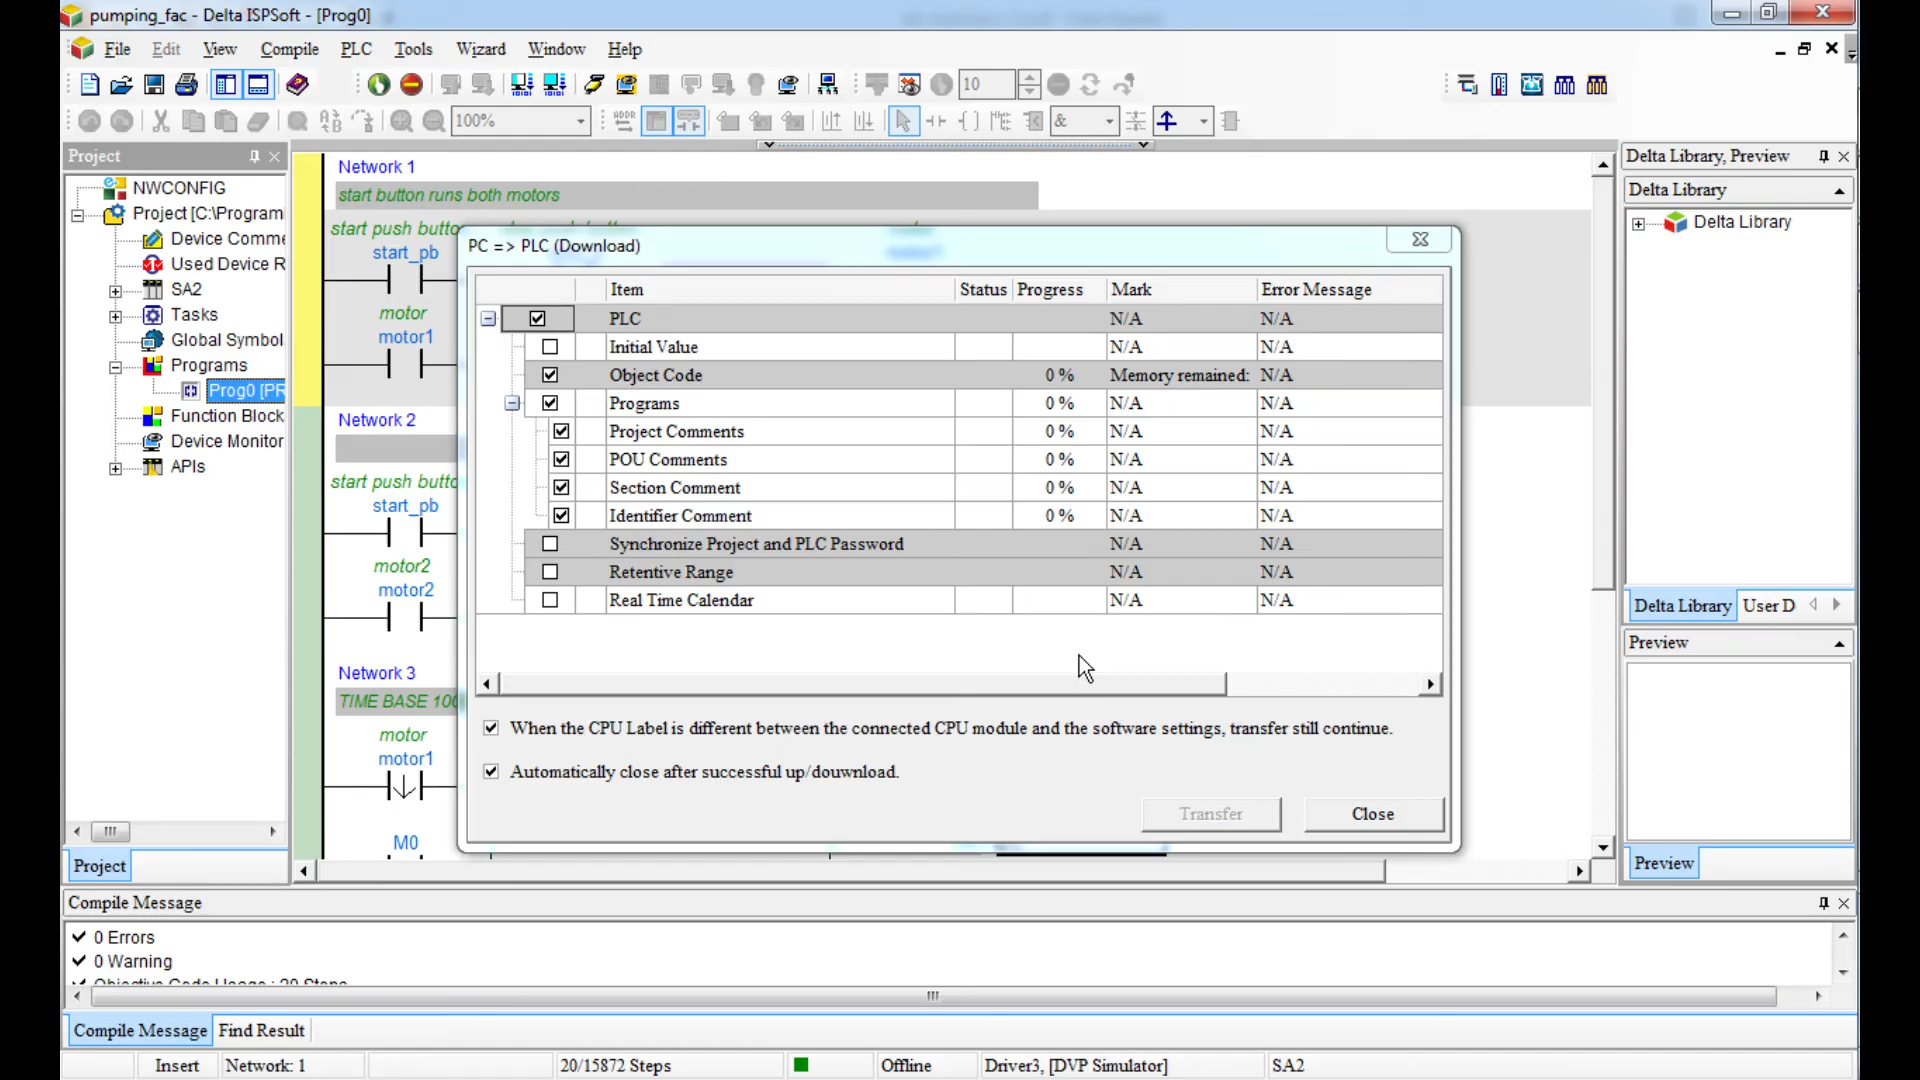 pumping_fac - Delta ISPSoft - [Prog0]
File Edit View Compile PLC Tools Wizard Window Help
10
100%
ADDR
&
Project
NWCONFIG
Project [C:\Program
Device Comme
Used Device R
SA2
Tasks
Global Symbol
Programs
Prog0 [PR
Function Block
Device Monitor
APIs
Project
Network 1
start button runs both motors
start push butto
start_pb
motor
motor1
Network 2
start push butto
start_pb
motor2
motor2
Network 3
TIME BASE 100
motor
motor1
M0
PC => PLC (Download)
Item Status Progress Mark Error Message
PLC N/A N/A
Initial Value N/A N/A
Object Code 0 % Memory remained: N/A
Programs 0 % N/A N/A
Project Comments 0 % N/A N/A
POU Comments 0 % N/A N/A
Section Comment 0 % N/A N/A
Identifier Comment 0 % N/A N/A
Synchronize Project and PLC Password N/A N/A
Retentive Range N/A N/A
Real Time Calendar N/A N/A
When the CPU Label is different between the connected CPU module and the software settings, transfer still continue.
Automatically close after successful up/douwnload.
Transfer Close
Delta Library, Preview
Delta Library
Delta Library
Delta Library User D
Preview
Preview
Compile Message
0 Errors
0 Warning
Compile Message Find Result
Insert Network: 1 20/15872 Steps Offline Driver3, [DVP Simulator] SA2